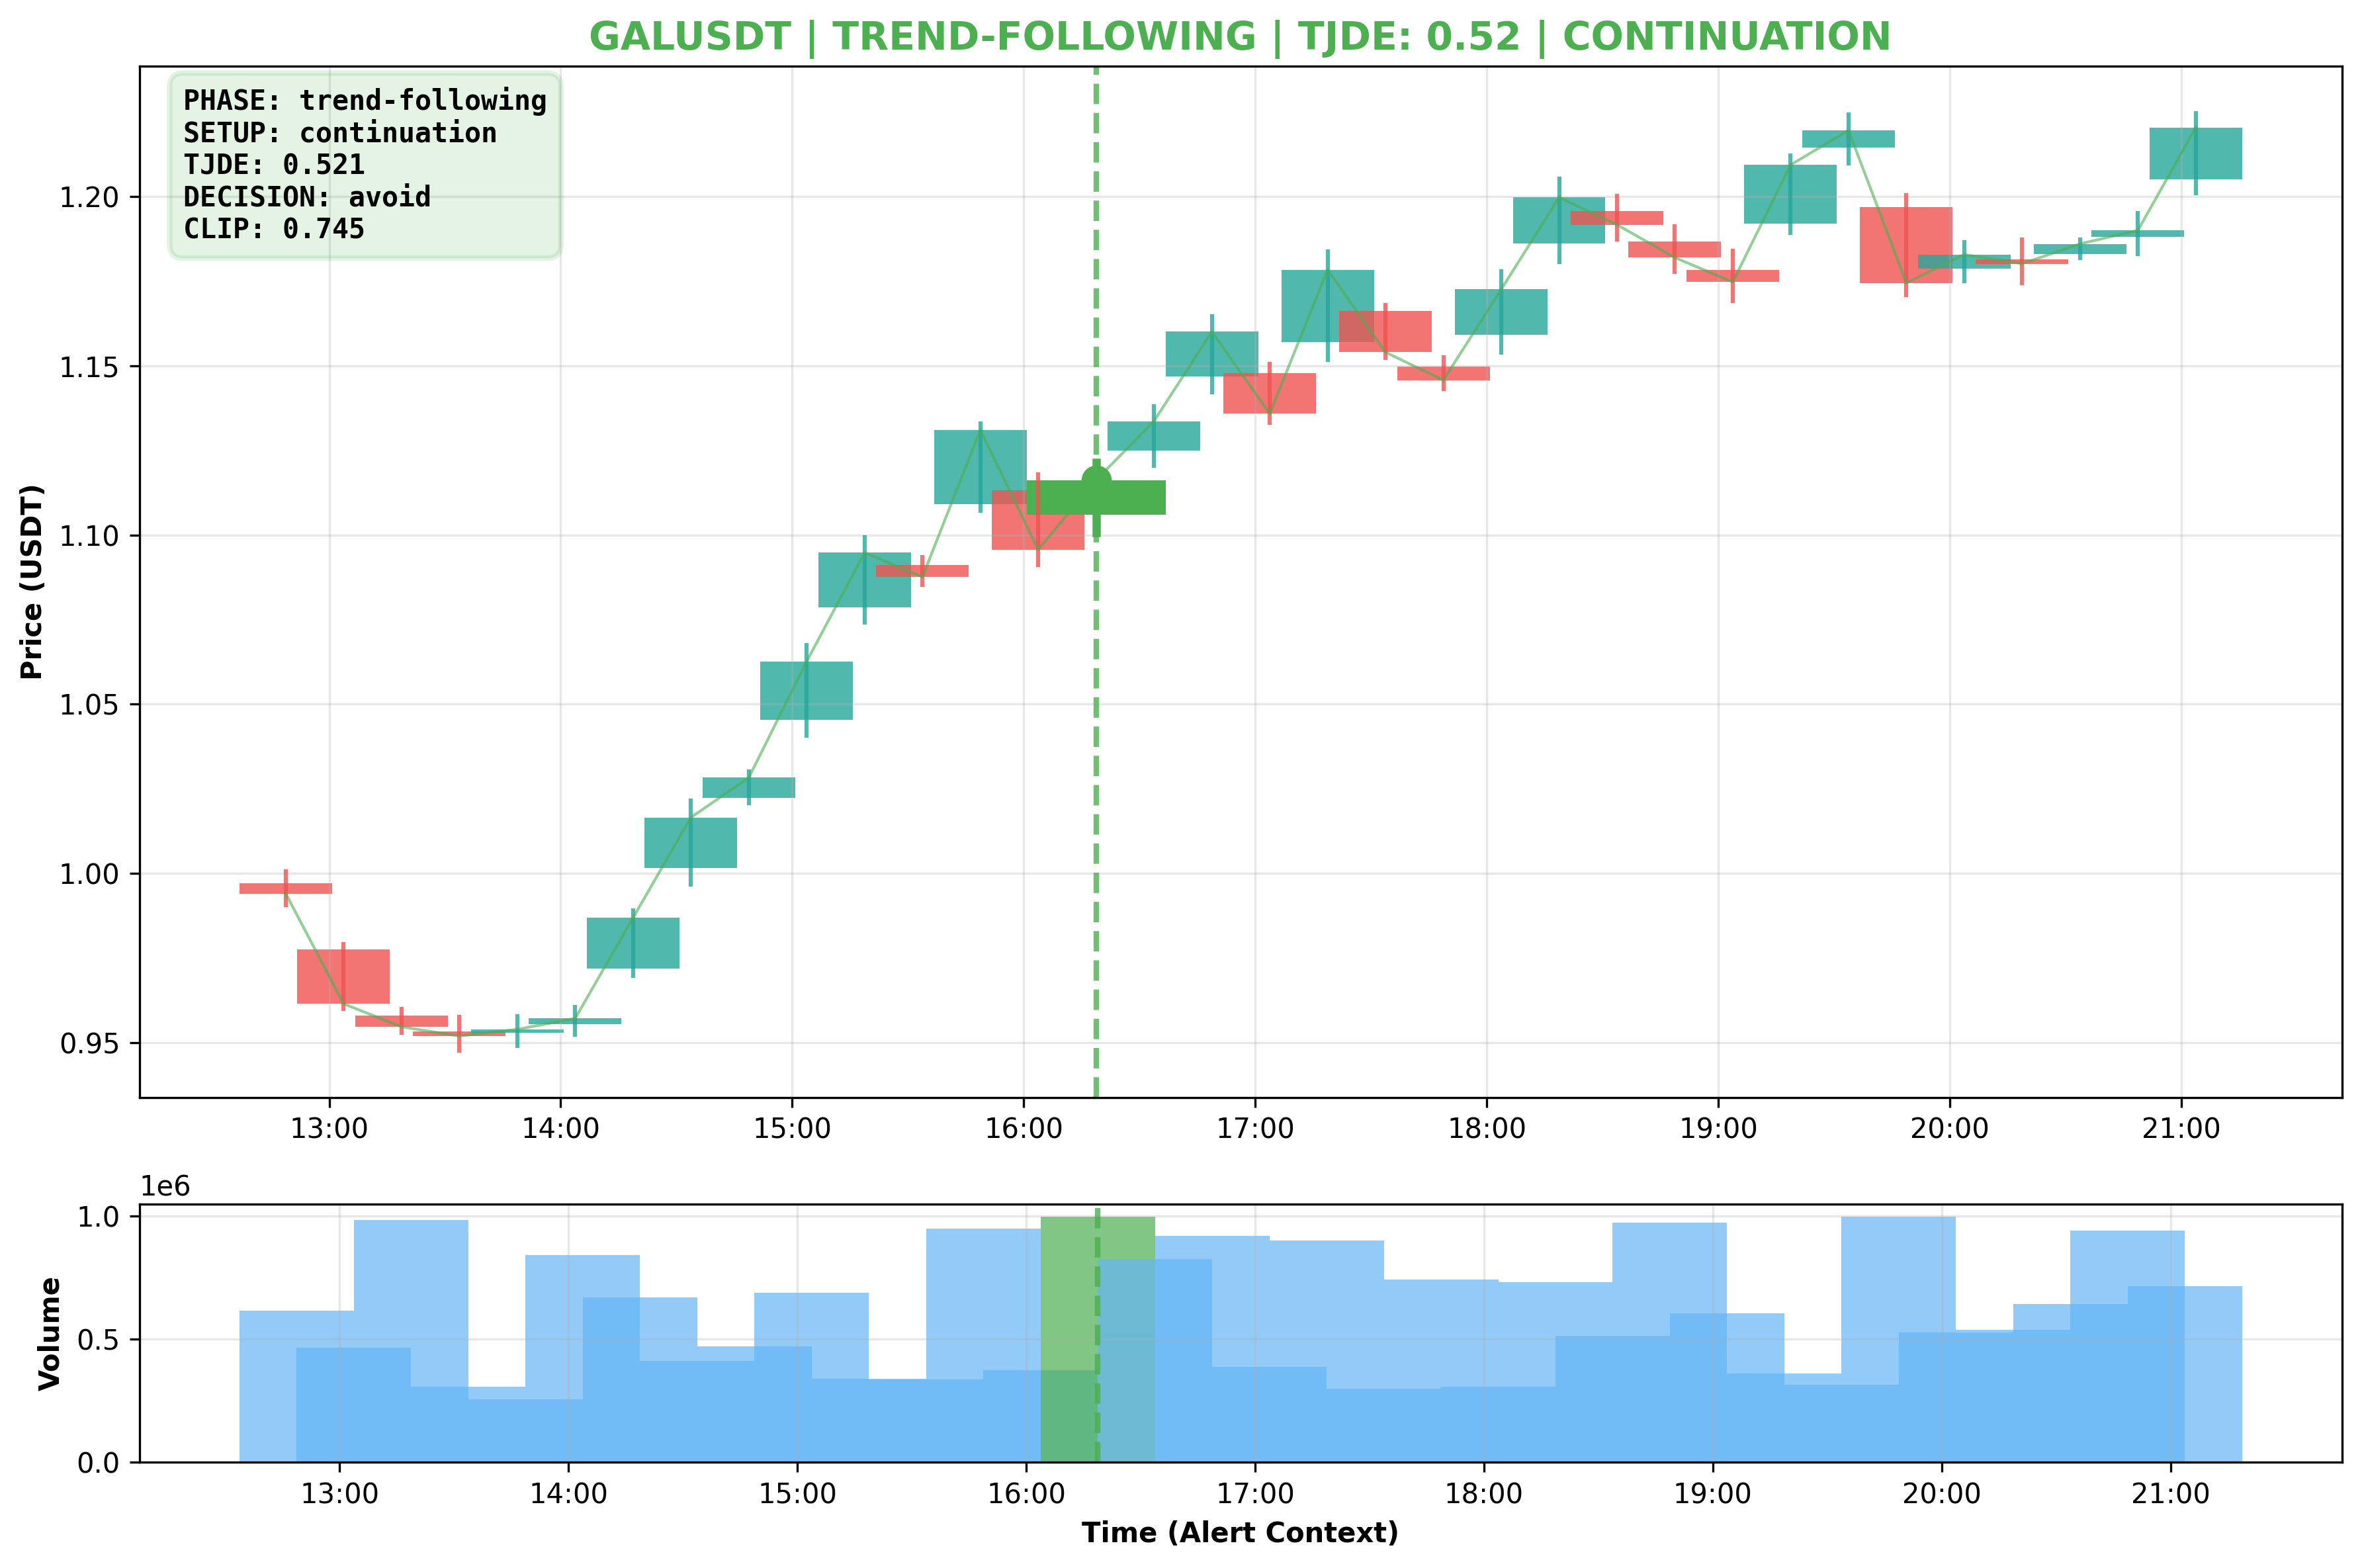 GALUSDT | TREND-FOLLOWING | TJDE: 0.52 | CONTINUATION
PHASE: trend-following
SETUP: continuation
TJDE: 0.521
DECISION: avoid
CLIP: 0.745
Price (USDT)
1.20
1.15
1.10
1.05
1.00
0.95
13:00 14:00 15:00 16:00 17:00 18:00 19:00 20:00 21:00
1e6
Volume
1.0
0.5
0.0
13:00 14:00 15:00 16:00 17:00 18:00 19:00 20:00 21:00
Time (Alert Context)